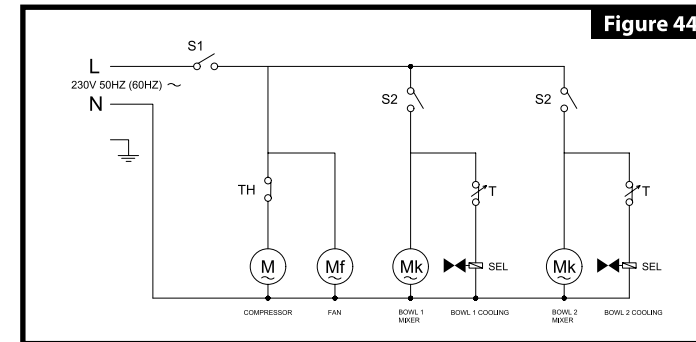 Figure 44
S1
L
230V 50HZ (60HZ) ~
N
S2
S2
TH
T
T
M
Mf
Mk
SEL
Mk
SEL
COMPRESSOR
FAN
BOWL 1
MIXER
BOWL 1 COOLING
BOWL 2
MIXER
BOWL 2 COOLING